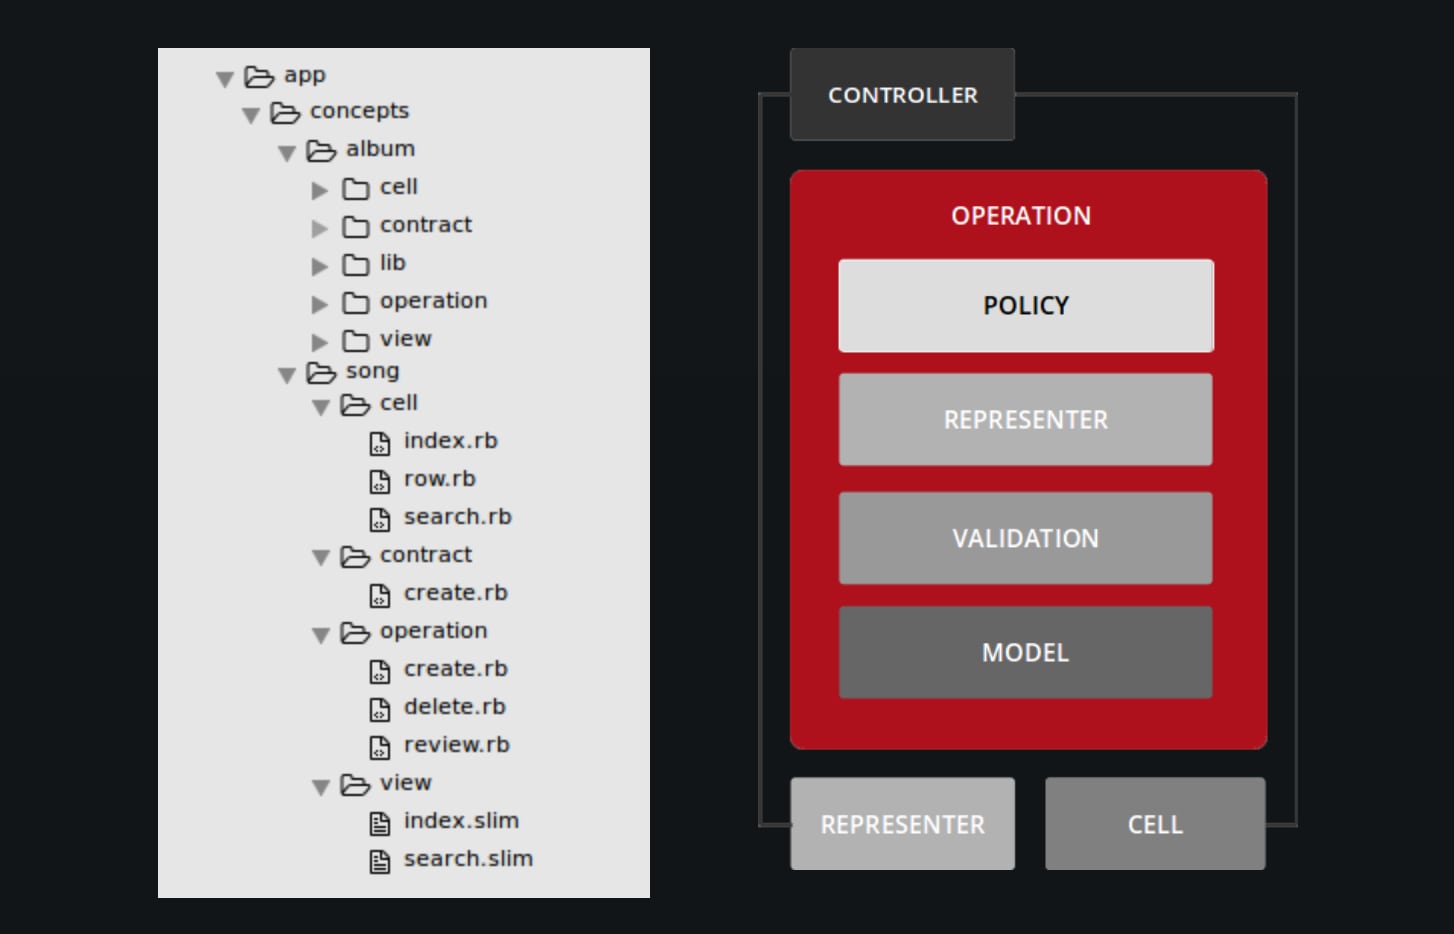 app
concepts
album
cell
contract
lib
operation
view
song
cell
index.rb
row.rb
search.rb
contract
create.rb
operation
create.rb
delete.rb
review.rb
view
index.slim
search.slim
CONTROLLER
OPERATION
POLICY
REPRESENTER
VALIDATION
MODEL
REPRESENTER
CELL